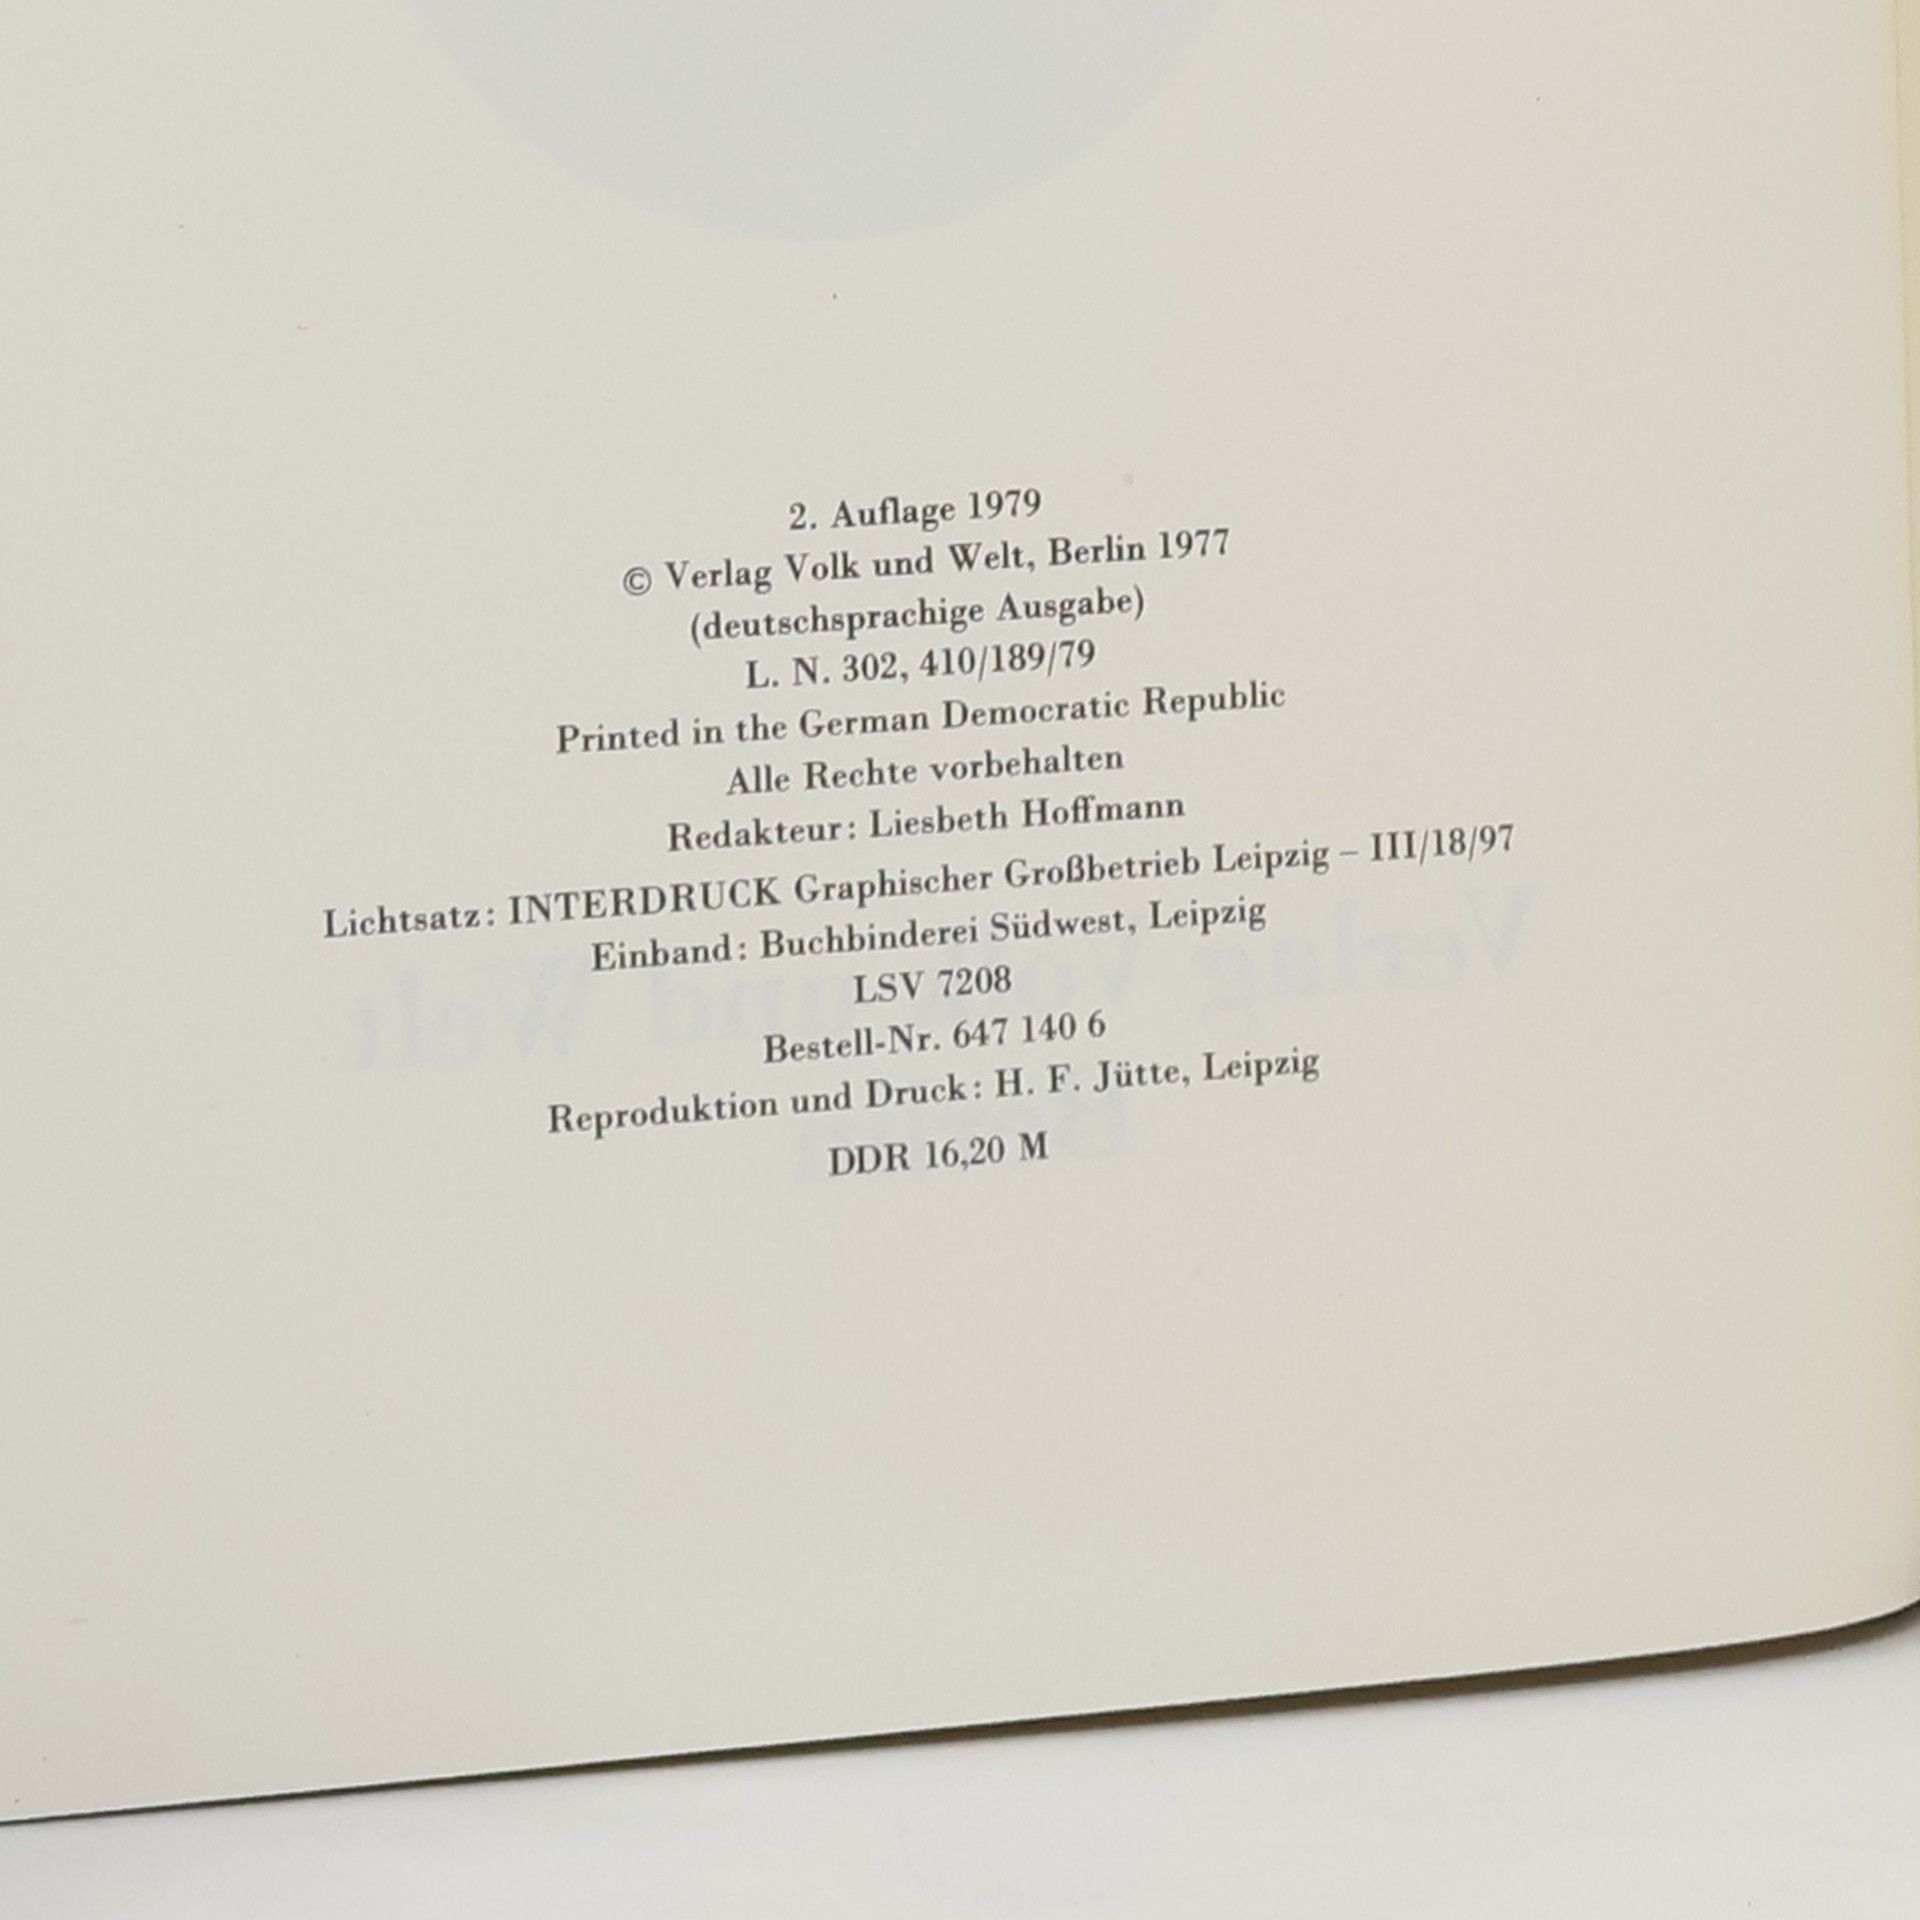 2. Auflage 1979
© Verlag Volk und Welt, Berlin 1977
(deutschsprachige Ausgabe)
L. N. 302, 410/189/79
Printed in the German Democratic Republic
Alle Rechte vorbehalten
Redakteur: Liesbeth Hoffmann
Lichtsatz: INTERDRUCK Graphischer Großbetrieb Leipzig – III/18/97
Einband: Buchbinderei Südwest, Leipzig
LSV 7208
Bestell-Nr. 647 140 6
Reproduktion und Druck: H. F. Jütte, Leipzig
DDR 16,20 M